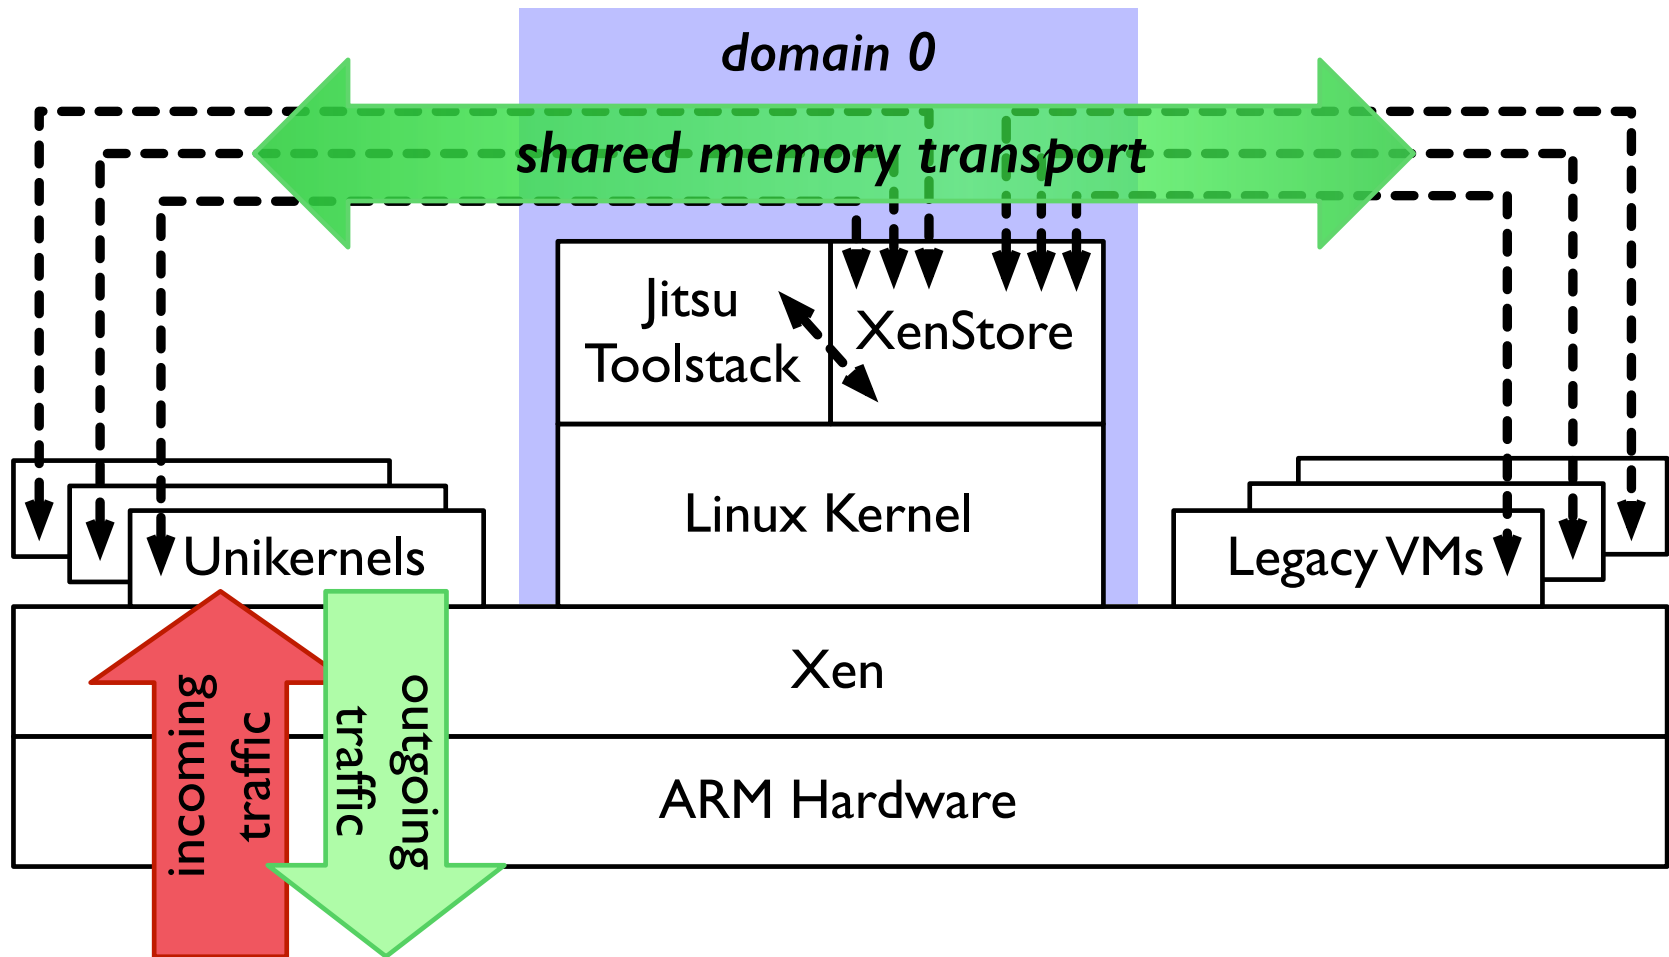 domain 0
shared memory transport
Jitsu
Toolstack
XenStore
Linux Kernel
Unikernels
Legacy VMs
Xen
ARM Hardware
incoming
traffic
outgoing
traffic